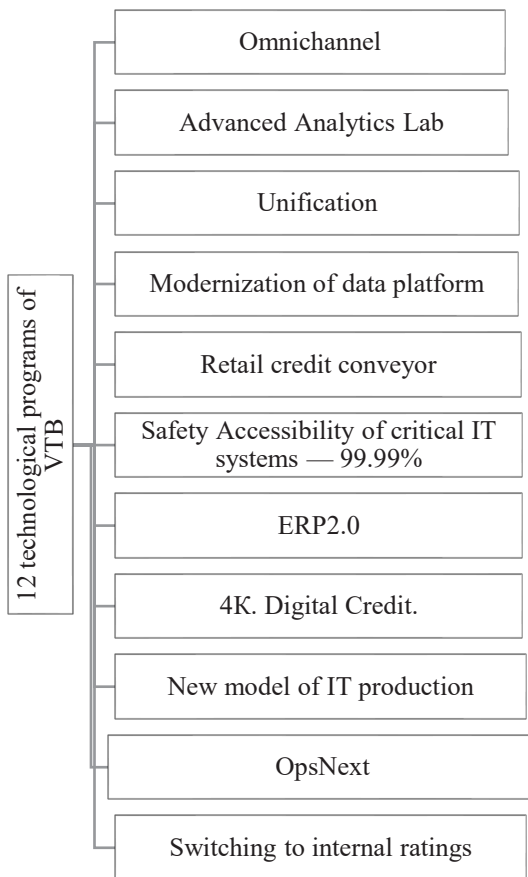 12 technological programs of
VTB
Omnichannel
Advanced Analytics Lab
Unification
Modernization of data platform
Retail credit conveyor
Safety Accessibility of critical IT
systems — 99.99%
ERP2.0
4K. Digital Credit.
New model of IT production
OpsNext
Switching to internal ratings